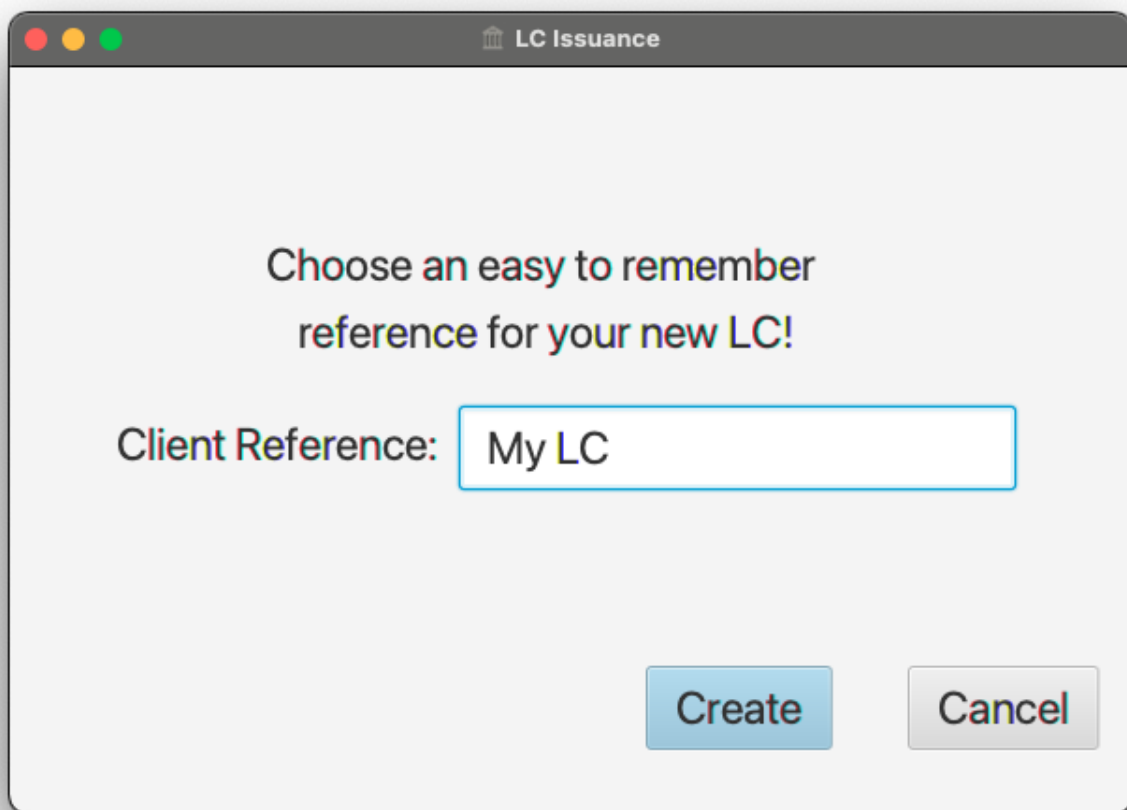 LC Issuance
Choose an easy to remember
reference for your new LC!
Client Reference: My LC
Create Cancel